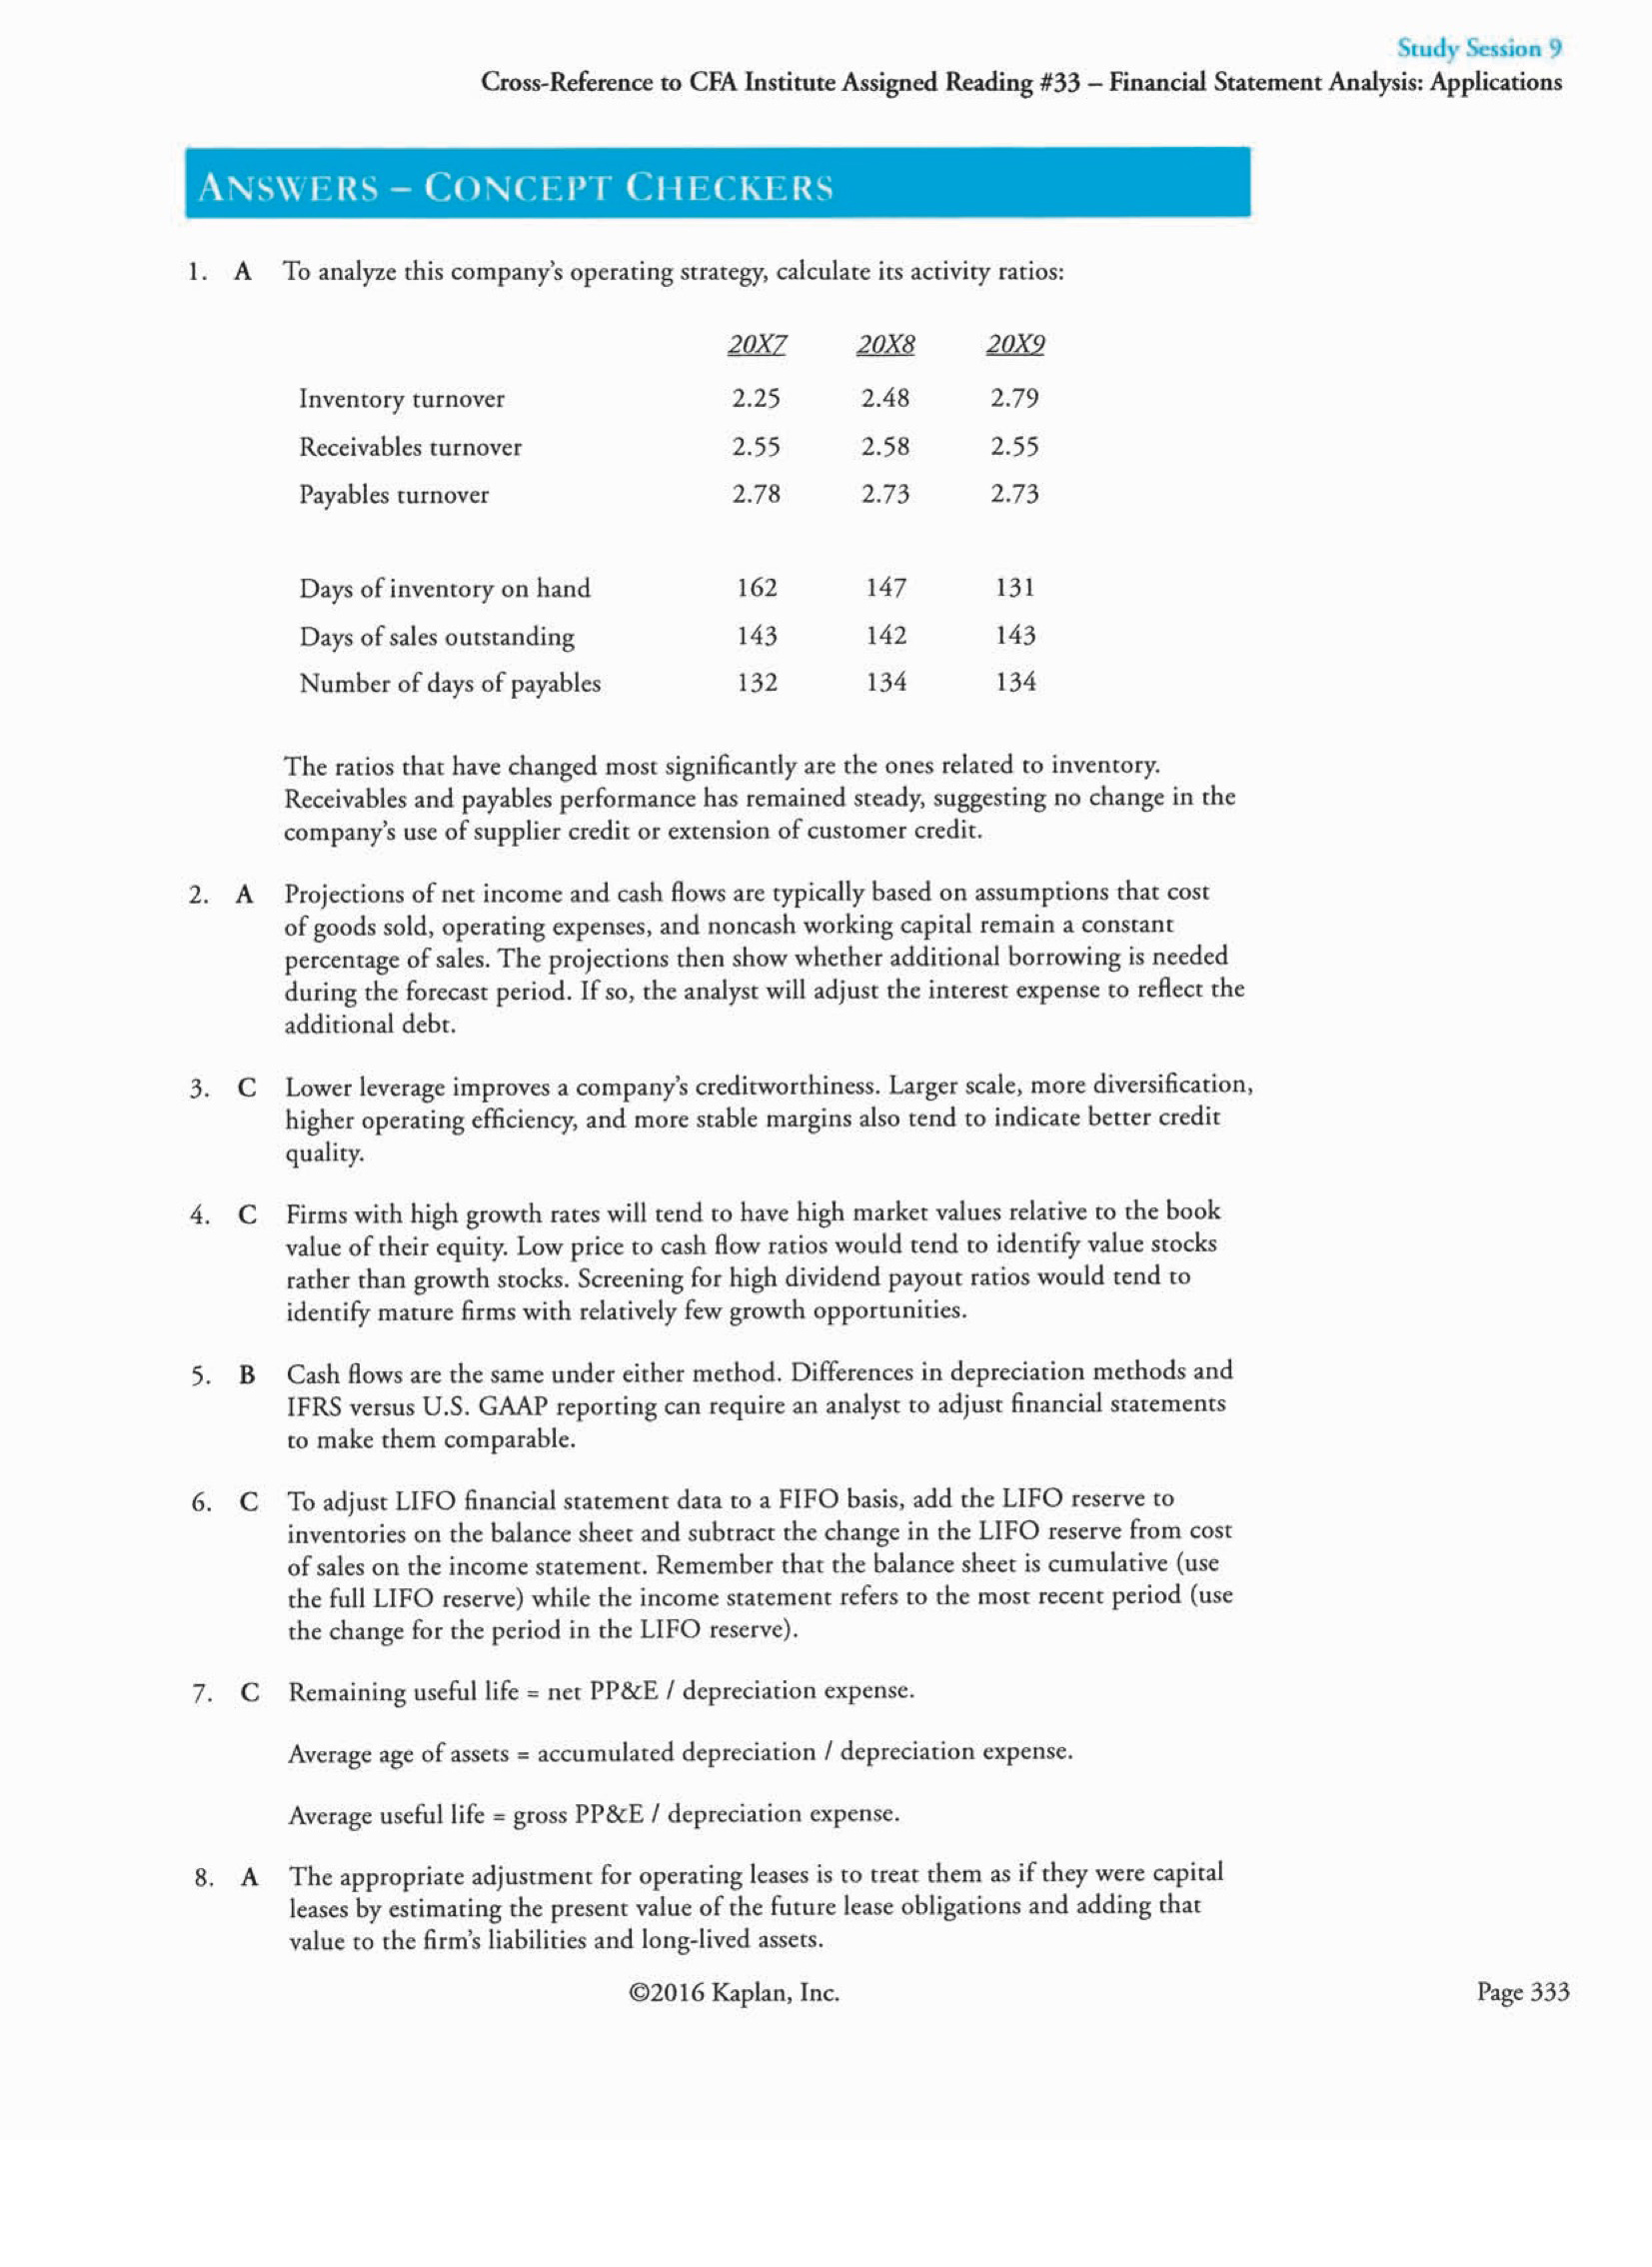 Study Session 9
Cross-Reference to CFA Institute Assigned Reading #33 – Financial Statement Analysis: Applications
ANSWERS – CONCEPT CHECKERS
1. A To analyze this company's operating strategy, calculate its activity ratios:
20X7 20X8 20X9
Inventory turnover 2.25 2.48 2.79
Receivables turnover 2.55 2.58 2.55
Payables turnover 2.78 2.73 2.73
Days of inventory on hand 162 147 131
Days of sales outstanding 143 142 143
Number of days of payables 132 134 134
The ratios that have changed most significantly are the ones related to inventory.
Receivables and payables performance has remained steady, suggesting no change in the
company's use of supplier credit or extension of customer credit.
2. A Projections of net income and cash flows are typically based on assumptions that cost
of goods sold, operating expenses, and noncash working capital remain a constant
percentage of sales. The projections then show whether additional borrowing is needed
during the forecast period. If so, the analyst will adjust the interest expense to reflect the
additional debt.
3. C Lower leverage improves a company's creditworthiness. Larger scale, more diversification,
higher operating efficiency, and more stable margins also tend to indicate better credit
quality.
4. C Firms with high growth rates will tend to have high market values relative to the book
value of their equity. Low price to cash flow ratios would tend to identify value stocks
rather than growth stocks. Screening for high dividend payout ratios would tend to
identify mature firms with relatively few growth opportunities.
5. B Cash flows are the same under either method. Differences in depreciation methods and
IFRS versus U.S. GAAP reporting can require an analyst to adjust financial statements
to make them comparable.
6. C To adjust LIFO financial statement data to a FIFO basis, add the LIFO reserve to
inventories on the balance sheet and subtract the change in the LIFO reserve from cost
of sales on the income statement. Remember that the balance sheet is cumulative (use
the full LIFO reserve) while the income statement refers to the most recent period (use
the change for the period in the LIFO reserve).
7. C Remaining useful life = net PP&E / depreciation expense.
Average age of assets = accumulated depreciation / depreciation expense.
Average useful life = gross PP&E / depreciation expense.
8. A The appropriate adjustment for operating leases is to treat them as if they were capital
leases by estimating the present value of the future lease obligations and adding that
value to the firm's liabilities and long-lived assets.
©2016 Kaplan, Inc. Page 333